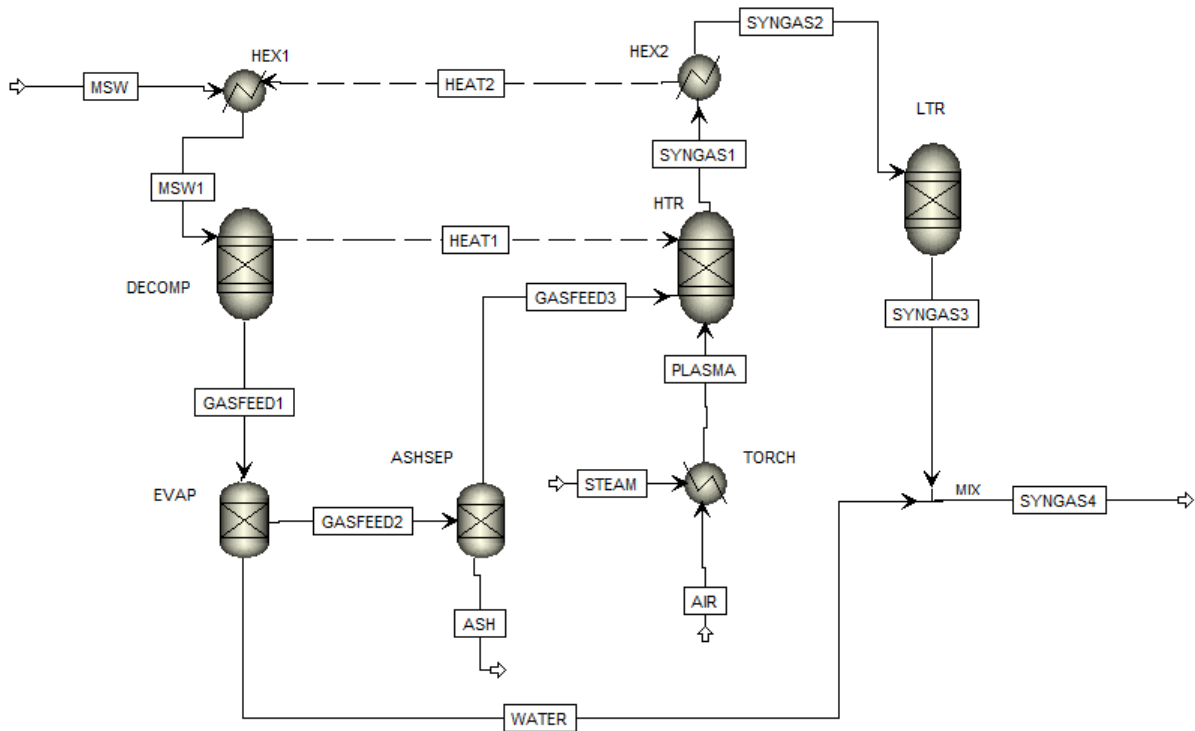 SYNGAS2
HEX1
HEX2
MSW
HEAT2
LTR
SYNGAS1
MSW1
HTR
HEAT1
DECOMP
GASFEED3
SYNGAS3
PLASMA
GASFEED1
ASHSEP
TORCH
EVAP
STEAM
MIX
SYNGAS4
GASFEED2
AIR
ASH
WATER